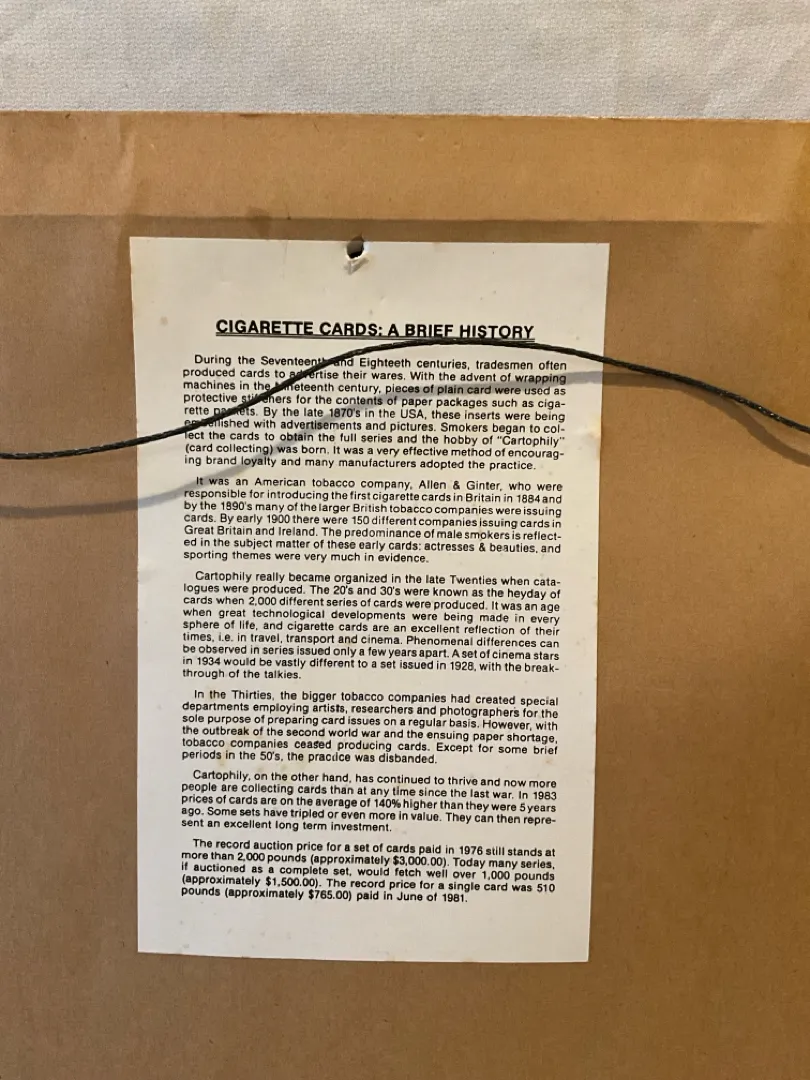 CIGARETTE CARDS: A BRIEF HISTORY
During the Seventeenth and Eighteeth centuries, tradesmen often
produced cards to advertise their wares. With the advent of wrapping
machines in the Nineteenth century, pieces of plain card were used as
protective stiffeners for the contents of paper packages such as ciga-
rette packets. By the late 1870's in the USA, these inserts were being
embellished with advertisements and pictures. Smokers began to col-
lect the cards to obtain the full series and the hobby of "Cartophily"
(card collecting) was born. It was a very effective method of encourag-
ing brand loyalty and many manufacturers adopted the practice.
It was an American tobacco company, Allen & Ginter, who were
responsible for introducing the first cigarette cards in Britain in 1884 and
by the 1890's many of the larger British tobacco companies were issuing
cards. By early 1900 there were 150 different companies issuing cards in
Great Britain and Ireland. The predominance of male smokers is reflect-
ed in the subject matter of these early cards: actresses & beauties, and
sporting themes were very much in evidence.
Cartophily really became organized in the late Twenties when cata-
logues were produced. The 20's and 30's were known as the heyday of
cards when 2,000 different series of cards were produced. It was an age
when great technological developments were being made in every
sphere of life, and cigarette cards are an excellent reflection of their
times, i.e. in travel, transport and cinema. Phenomenal differences can
be observed in series issued only a few years apart. A set of cinema stars
in 1934 would be vastly different to a set issued in 1928, with the break-
through of the talkies.
In the Thirties, the bigger tobacco companies had created special
departments employing artists, researchers and photographers for the
sole purpose of preparing card issues on a regular basis. However, with
the outbreak of the second world war and the ensuing paper shortage,
tobacco companies ceased producing cards. Except for some brief
periods in the 50's, the practice was disbanded.
Cartophily, on the other hand, has continued to thrive and now more
people are collecting cards than at any time since the last war. In 1983
prices of cards are on the average of 140% higher than they were 5 years
ago. Some sets have tripled or even more in value. They can then repre-
sent an excellent long term investment.
The record auction price for a set of cards paid in 1976 still stands at
more than 2,000 pounds (approximately $3,000.00). Today many series,
if auctioned as a complete set, would fetch well over 1,000 pounds
(approximately $1,500.00). The record price for a single card was 510
pounds (approximately $765.00) paid in June of 1981.